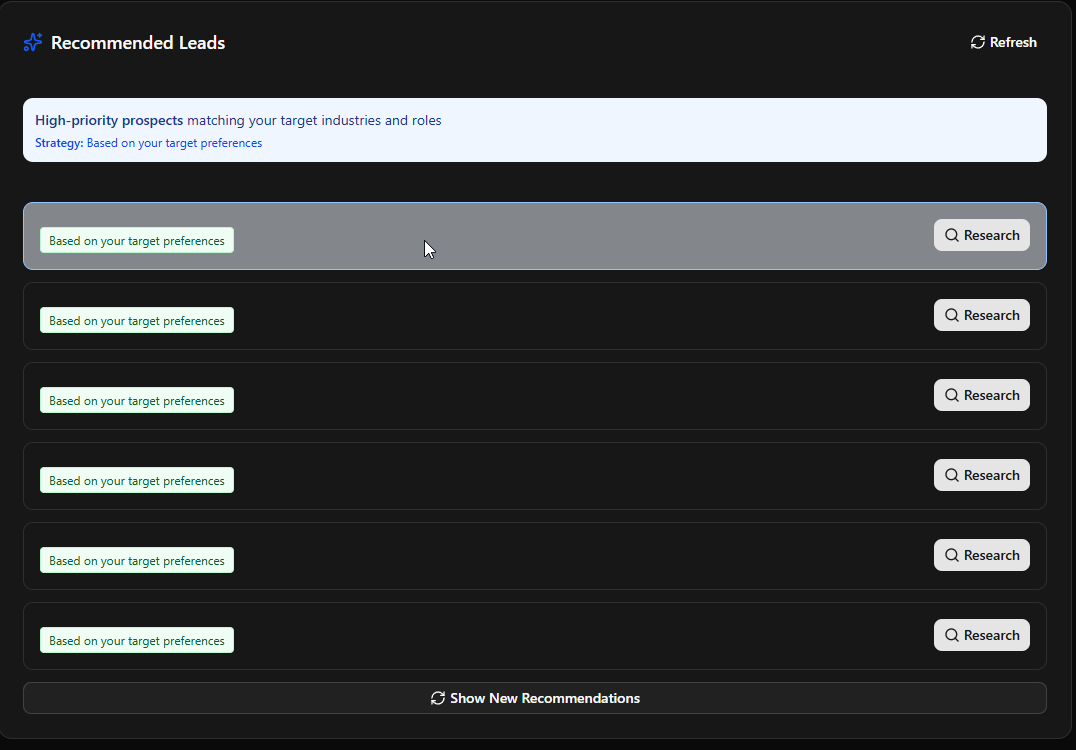 Recommended Leads
Refresh
High-priority prospects matching your target industries and roles
Strategy: Based on your target preferences
Based on your target preferences
Research
Based on your target preferences
Research
Based on your target preferences
Research
Based on your target preferences
Research
Based on your target preferences
Research
Based on your target preferences
Research
Show New Recommendations